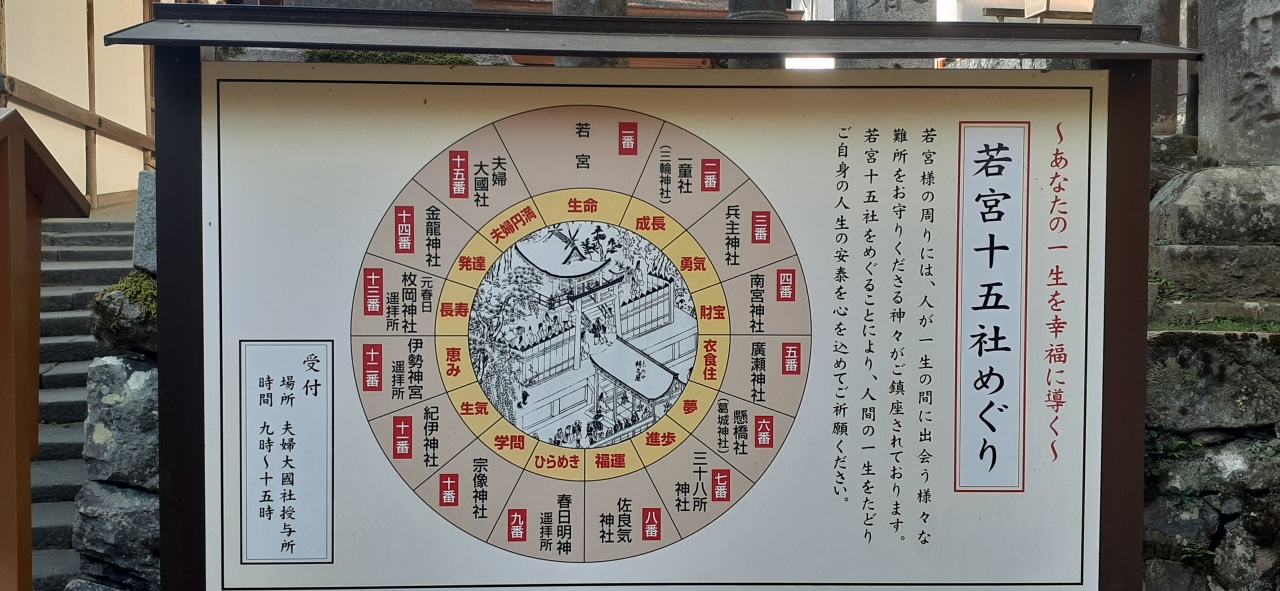 ～あなたの一生を幸福に導く～
若宮十五社めぐり
若宮様の周りには、人が一生の間に出会う様々な
難所をお守りくださる神々がご鎮座されております。
若宮十五社をめぐることにより、人間の一生をたどり
ご自身の人生の安泰を心を込めてご祈願ください。
一番
若宮
生命
二番
一童社
(三輪神社)
成長
三番
兵主神社
勇気
四番
南宮神社
財宝
五番
廣瀬神社
衣食住
六番
懸橋社
(葛城神社)
夢
七番
三十八所
神社
進歩
八番
佐良気
神社
福運
九番
春日明神
遥拝所
ひらめき
十番
宗像神社
学問
十一番
紀伊神社
生気
十二番
伊勢神宮
遥拝所
恵み
十三番
元春日
枚岡神社
遥拝所
長寿
十四番
金龍神社
発達
十五番
夫婦
大國社
夫婦円満
受付
場所 夫婦大國社授与所
時間 九時～十五時